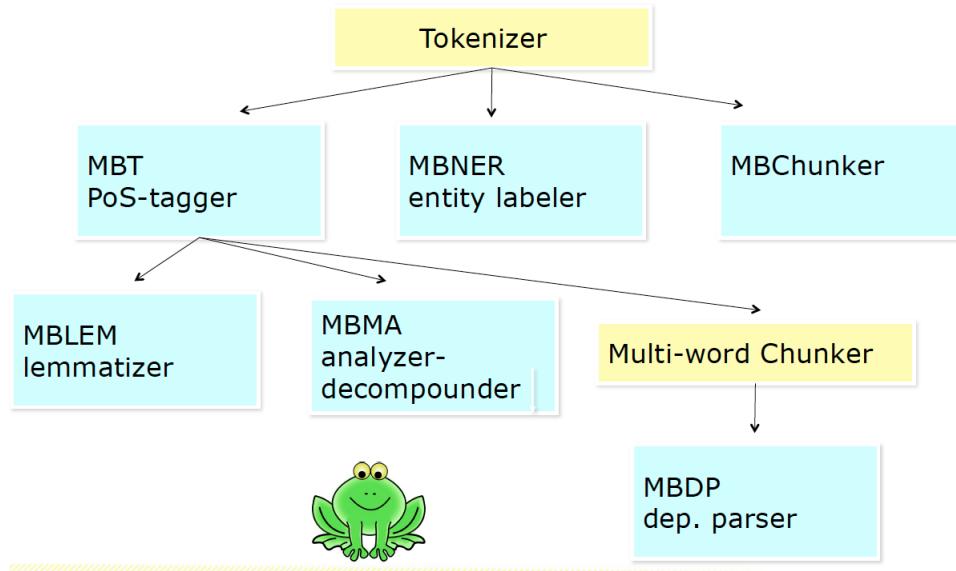 Tokenizer
MBT
PoS-tagger
MBNER
entity labeler
MBChunker
MBLEM
lemmatizer
MBMA
analyzer-
decompounder
Multi-word Chunker
MBDP
dep. parser